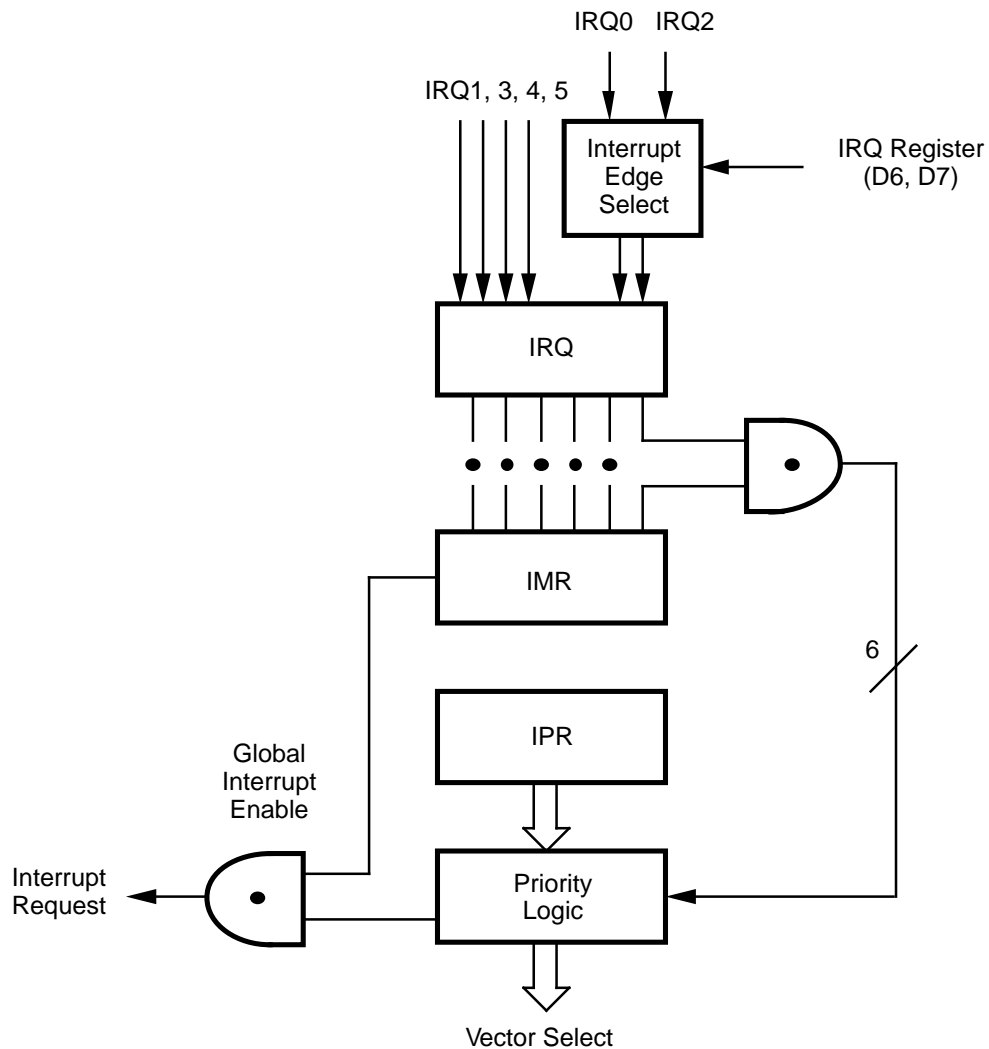 IRQ0 IRQ2
IRQ1, 3, 4, 5
Interrupt
Edge
Select
IRQ Register
(D6, D7)
IRQ
IMR
6
IPR
Global
Interrupt
Enable
Interrupt
Request
Priority
Logic
Vector Select